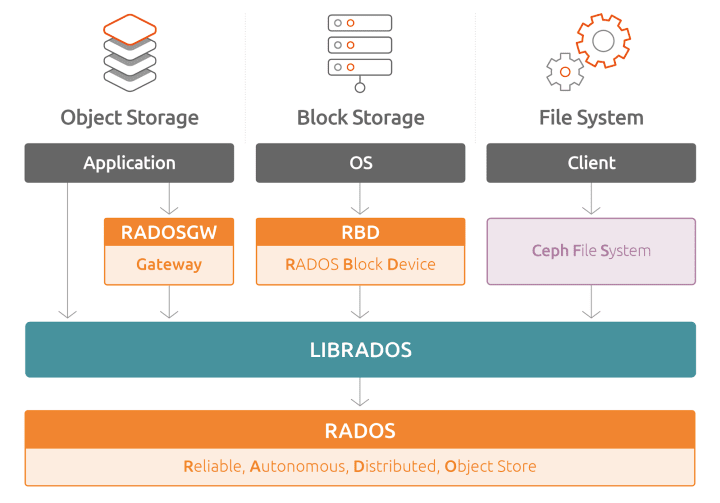 Object Storage
Block Storage
File System
Application
OS
Client
RADOSGW
Gateway
RBD
RADOS Block Device
Ceph File System
LIBRADOS
RADOS
Reliable, Autonomous, Distributed, Object Store